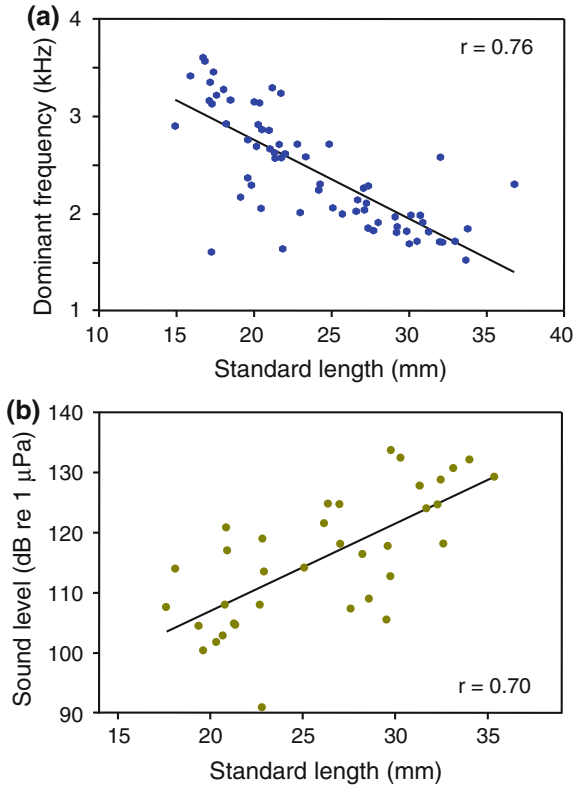 (a)
4
r = 0.76
3
2
1
Dominant frequency (kHz)
10 15 20 25 30 35 40
Standard length (mm)
(b)
140
130
120
110
100
90
Sound level (dB re 1 µPa)
r = 0.70
15 20 25 30 35
Standard length (mm)